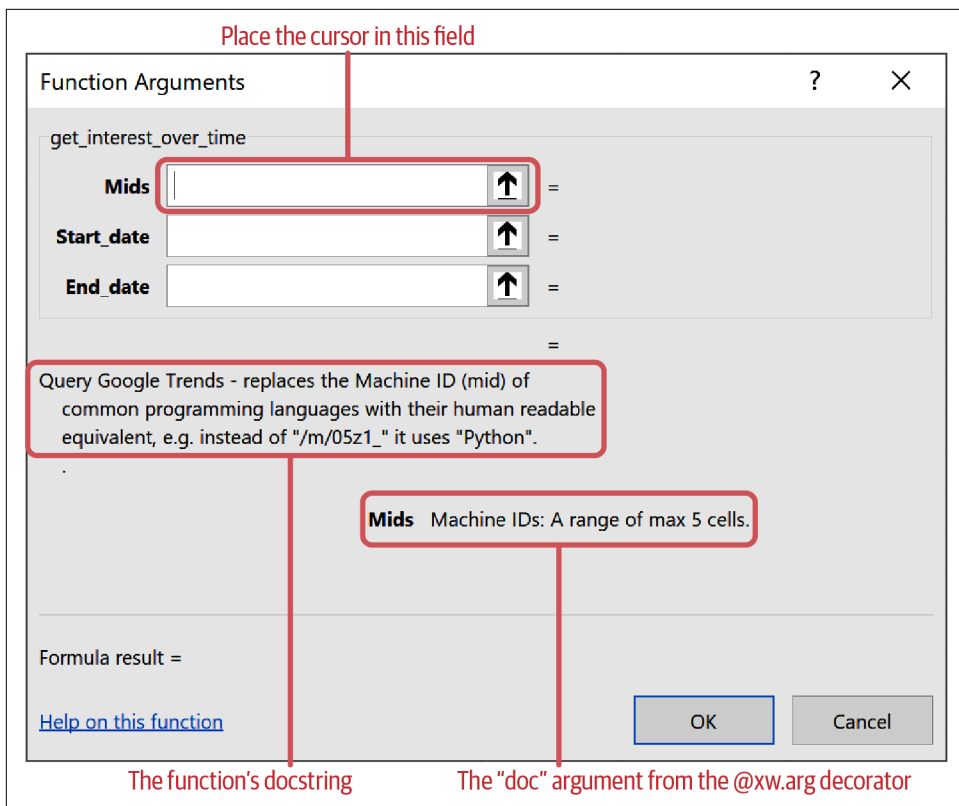 Place the cursor in this field
Function Arguments ? X
get_interest_over_time
Mids =
Start_date =
End_date =
=
Query Google Trends - replaces the Machine ID (mid) of
common programming languages with their human readable
equivalent, e.g. instead of "/m/05z1_" it uses "Python".
.
Mids Machine IDs: A range of max 5 cells.
Formula result =
Help on this function OK Cancel
The function's docstring The “doc” argument from the @xw.arg decorator